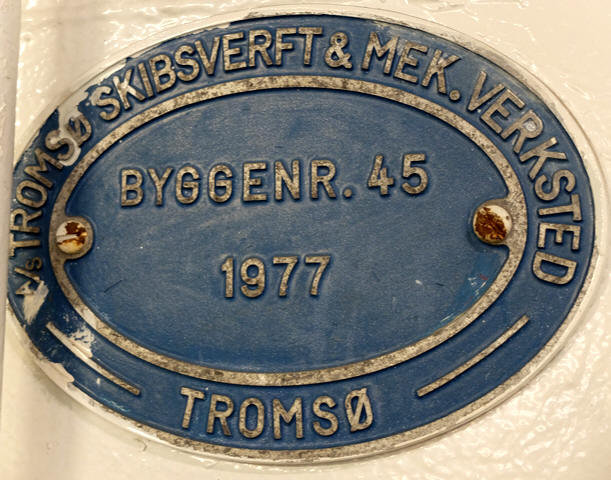 A/S TROMSØ SKIBSVERFT & MEK. VERKSTED
BYGGENR. 45
1977
TROMSØ